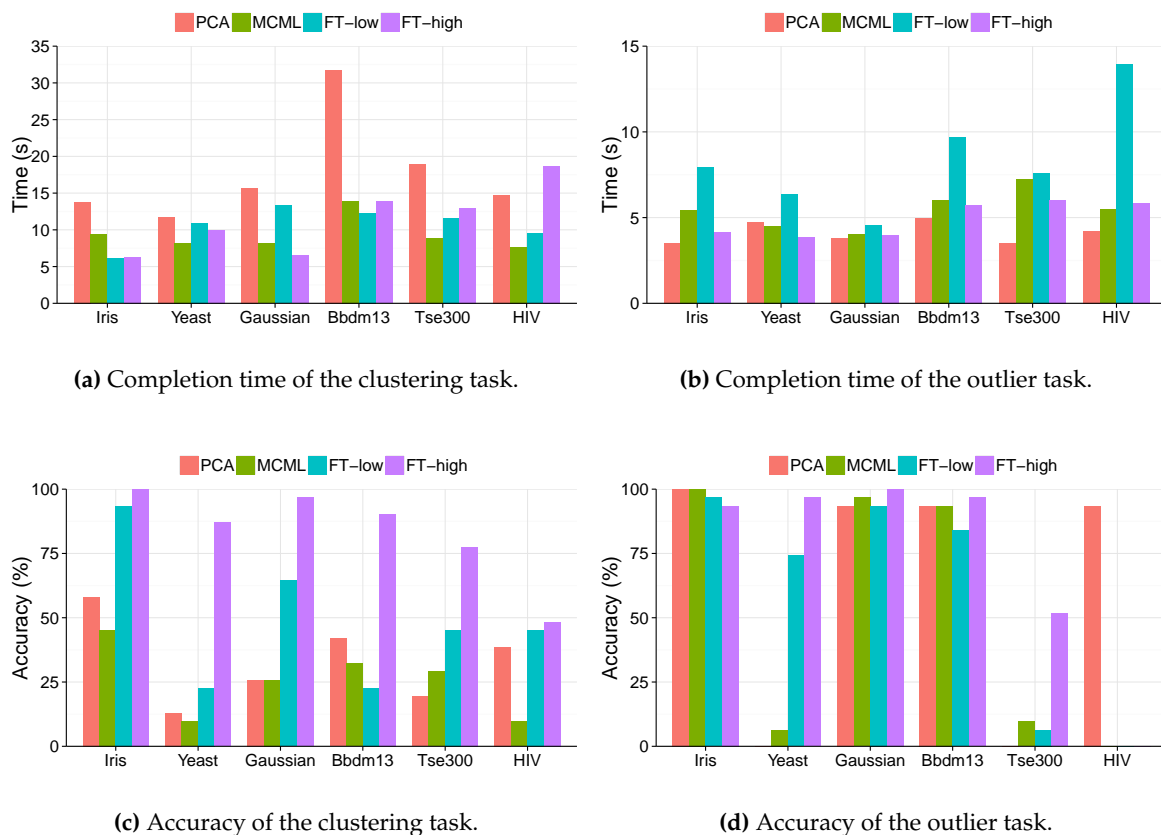 PCA MCML FT-low FT-high
35
30
25
20
15
10
5
0
Time (s)
Iris Yeast Gaussian Bbdm13 Tse300 HIV
(a) Completion time of the clustering task.
PCA MCML FT-low FT-high
15
10
5
0
Time (s)
Iris Yeast Gaussian Bbdm13 Tse300 HIV
(b) Completion time of the outlier task.
PCA MCML FT-low FT-high
100
75
50
25
0
Accuracy (%)
Iris Yeast Gaussian Bbdm13 Tse300 HIV
(c) Accuracy of the clustering task.
PCA MCML FT-low FT-high
100
75
50
25
0
Accuracy (%)
Iris Yeast Gaussian Bbdm13 Tse300 HIV
(d) Accuracy of the outlier task.